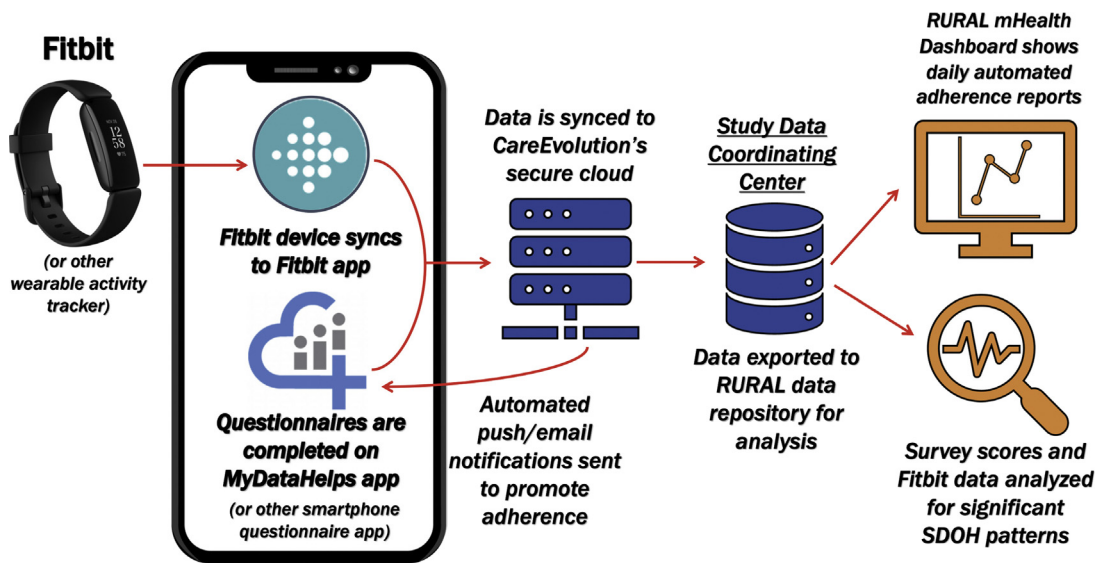 Fitbit
(or other
wearable activity
tracker)
Fitbit device syncs
to Fitbit app
Questionnaires are
completed on
MyDataHelps app
(or other smartphone
questionnaire app)
Data is synced to
CareEvolution's
secure cloud
Automated
push/email
notifications sent
to promote
adherence
Study Data
Coordinating
Center
Data exported to
RURAL data
repository for
analysis
RURAL mHealth
Dashboard shows
daily automated
adherence reports
Survey scores and
Fitbit data analyzed
for significant
SDOH patterns
12
58